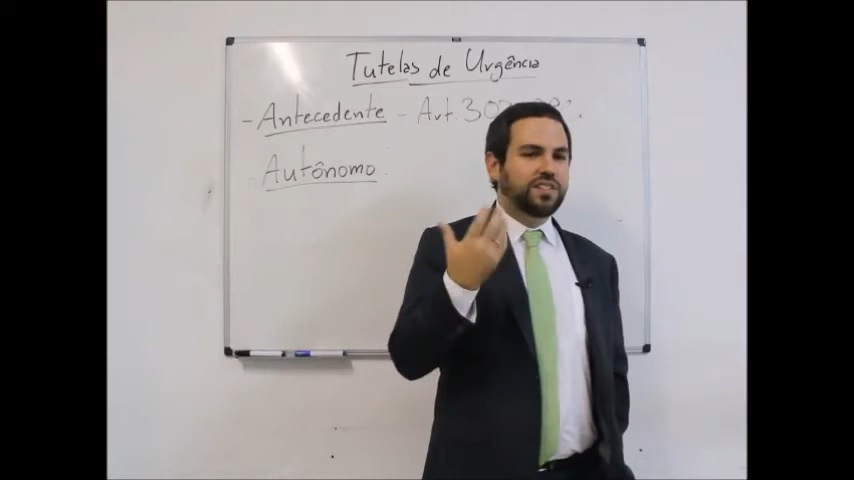 Tutelas de Urgência
- Antecedente - Art. 30
Autônomo